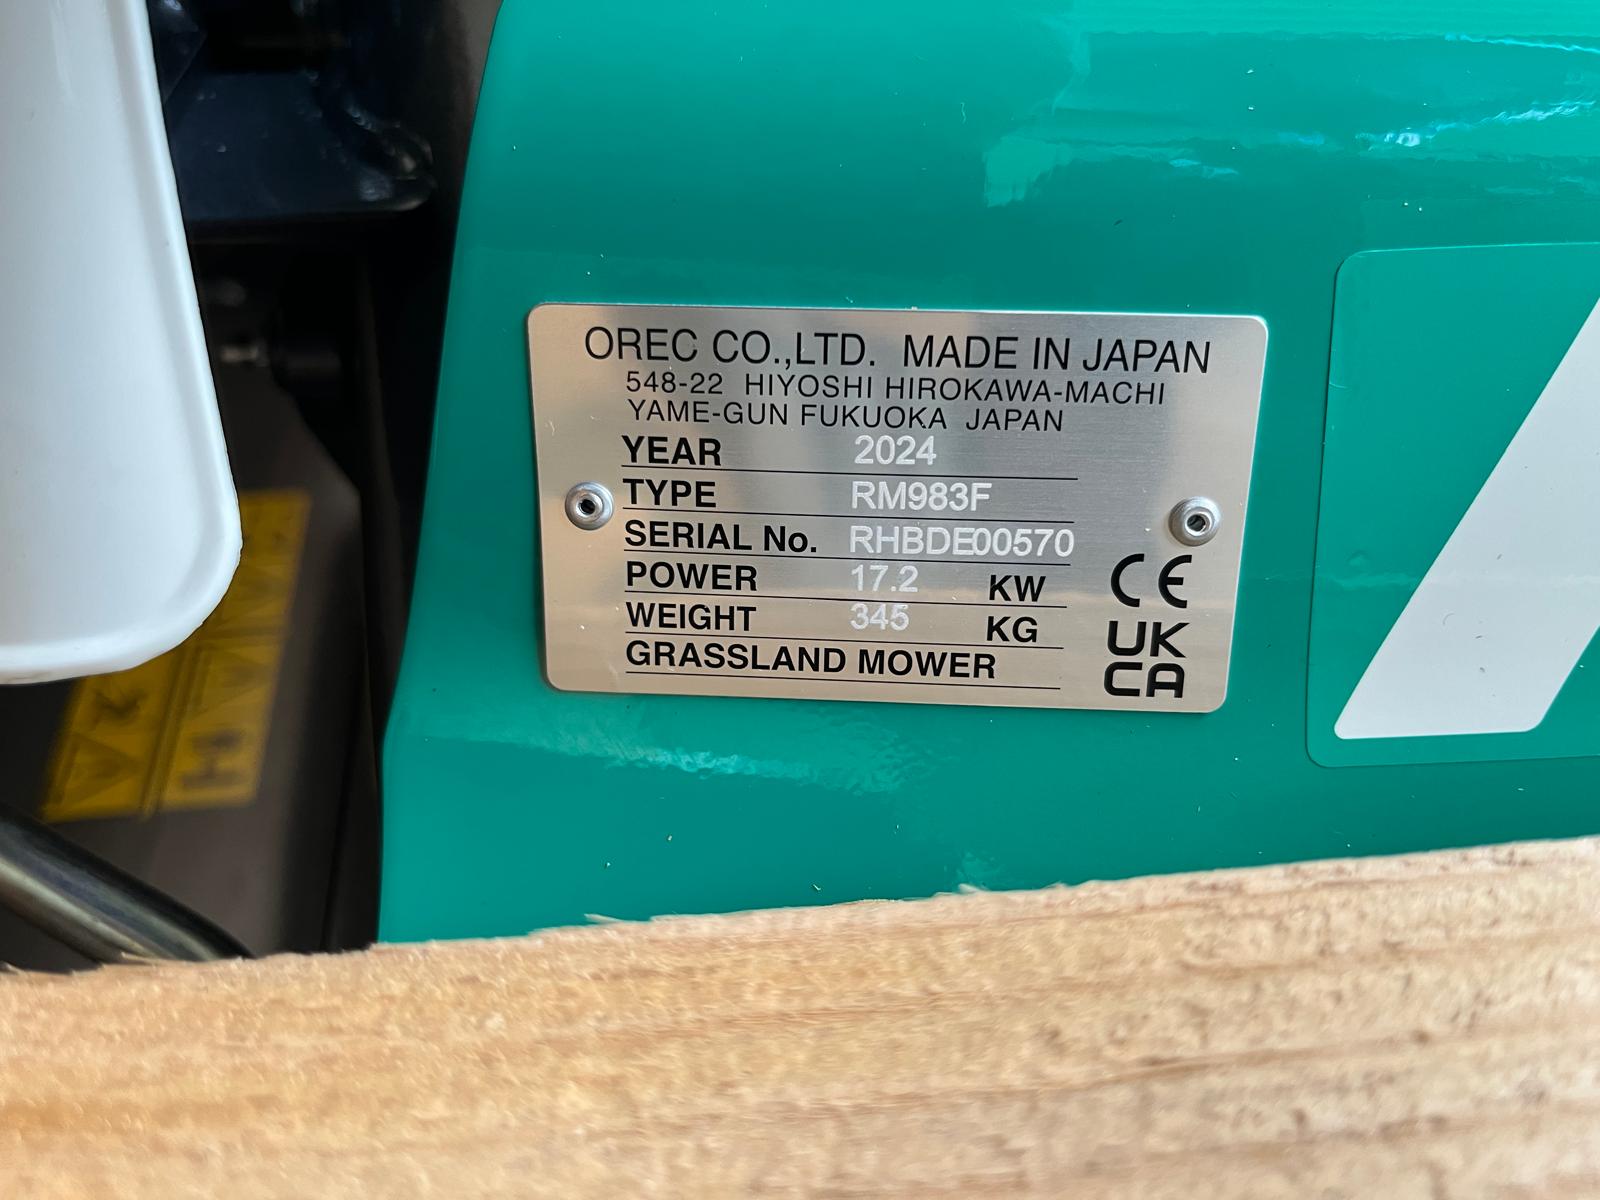 OREC CO.,LTD. MADE IN JAPAN
548-22 HIYOSHI HIROKAWA-MACHI
YAME-GUN FUKUOKA JAPAN
YEAR 2024
TYPE RM983F
SERIAL No. RHBDE00570
POWER 17.2 KW
WEIGHT 345 KG
GRASSLAND MOWER
CE
UK
CA